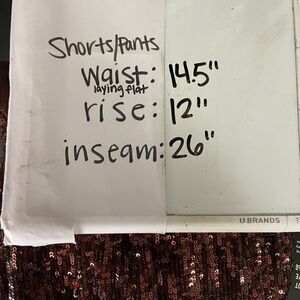 Shorts/Pants
Waist: 14.5"
laying flat
rise: 12"
inseam: 26"
U BRANDS